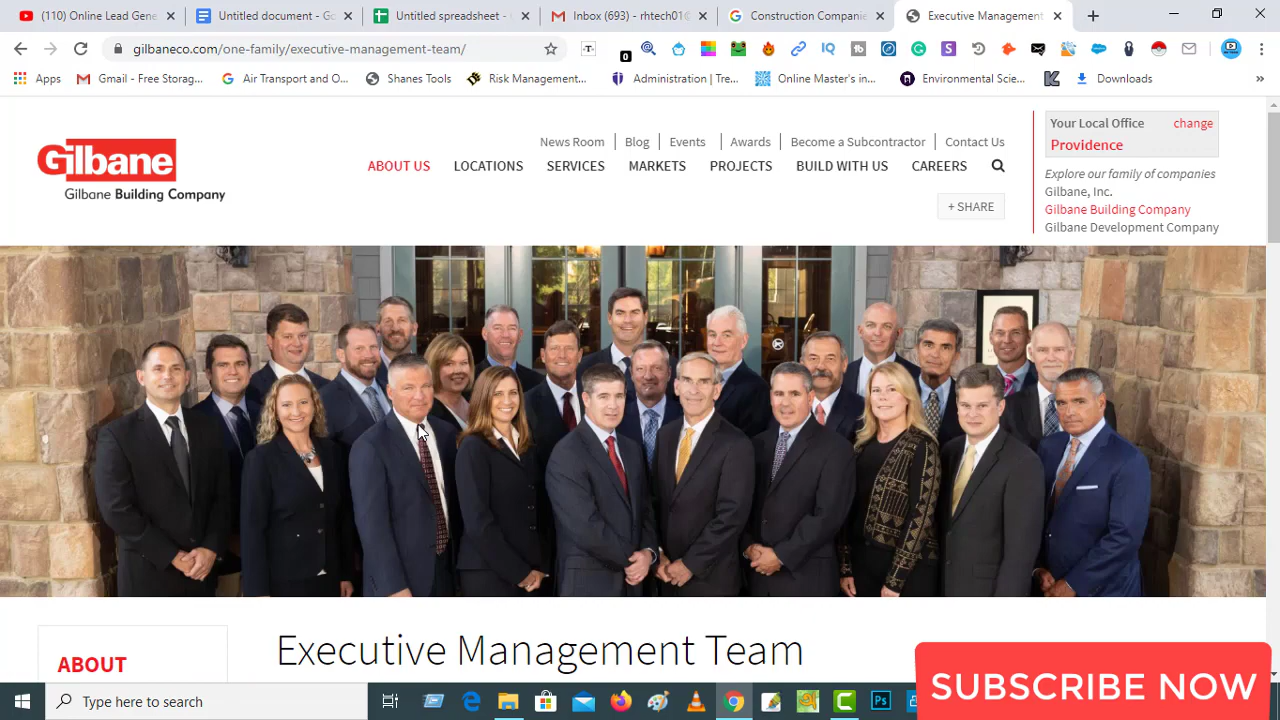 (110) Online Lead Gene
Untitled document - Go
Untitled spreadsheet - G
Inbox (693) - rhtech01@
Construction Companie
Executive Management
gilbaneco.com/one-family/executive-management-team/
Apps
Gmail - Free Storag...
Air Transport and O...
Shanes Tools
Risk Management...
Administration | Tre...
Online Master's in...
Environmental Scie...
Downloads
Gilbane
Gilbane Building Company
News Room
Blog
Events
Awards
Become a Subcontractor
Contact Us
ABOUT US
LOCATIONS
SERVICES
MARKETS
PROJECTS
BUILD WITH US
CAREERS
+ SHARE
Your Local Office
change
Providence
Explore our family of companies
Gilbane, Inc.
Gilbane Building Company
Gilbane Development Company
ABOUT
Executive Management Team
SUBSCRIBE NOW
Type here to search